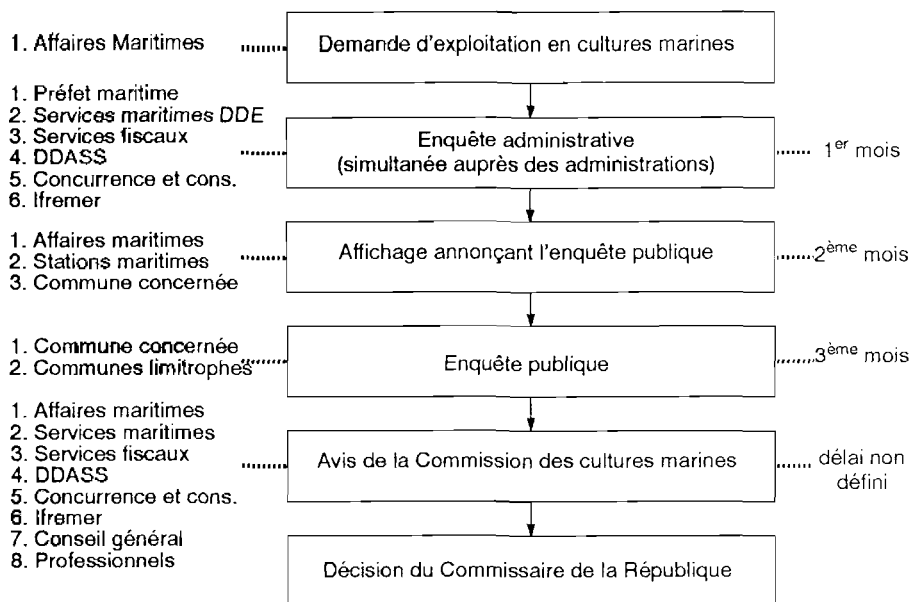 1. Affaires Maritimes
Demande d'exploitation en cultures marines
1. Préfet maritime
2. Services maritimes DDE
3. Services fiscaux
4. DDASS
5. Concurrence et cons.
6. Ifremer
Enquête administrative
(simultanée auprès des administrations)
1er mois
1. Affaires maritimes
2. Stations maritimes
3. Commune concernée
Affichage annonçant l'enquête publique
2ème mois
1. Commune concernée
2. Communes limitrophes
Enquête publique
3ème mois
1. Affaires maritimes
2. Services maritimes
3. Services fiscaux
4. DDASS
5. Concurrence et cons.
6. Ifremer
7. Conseil général
8. Professionnels
Avis de la Commission des cultures marines
délai non
défini
Décision du Commissaire de la République